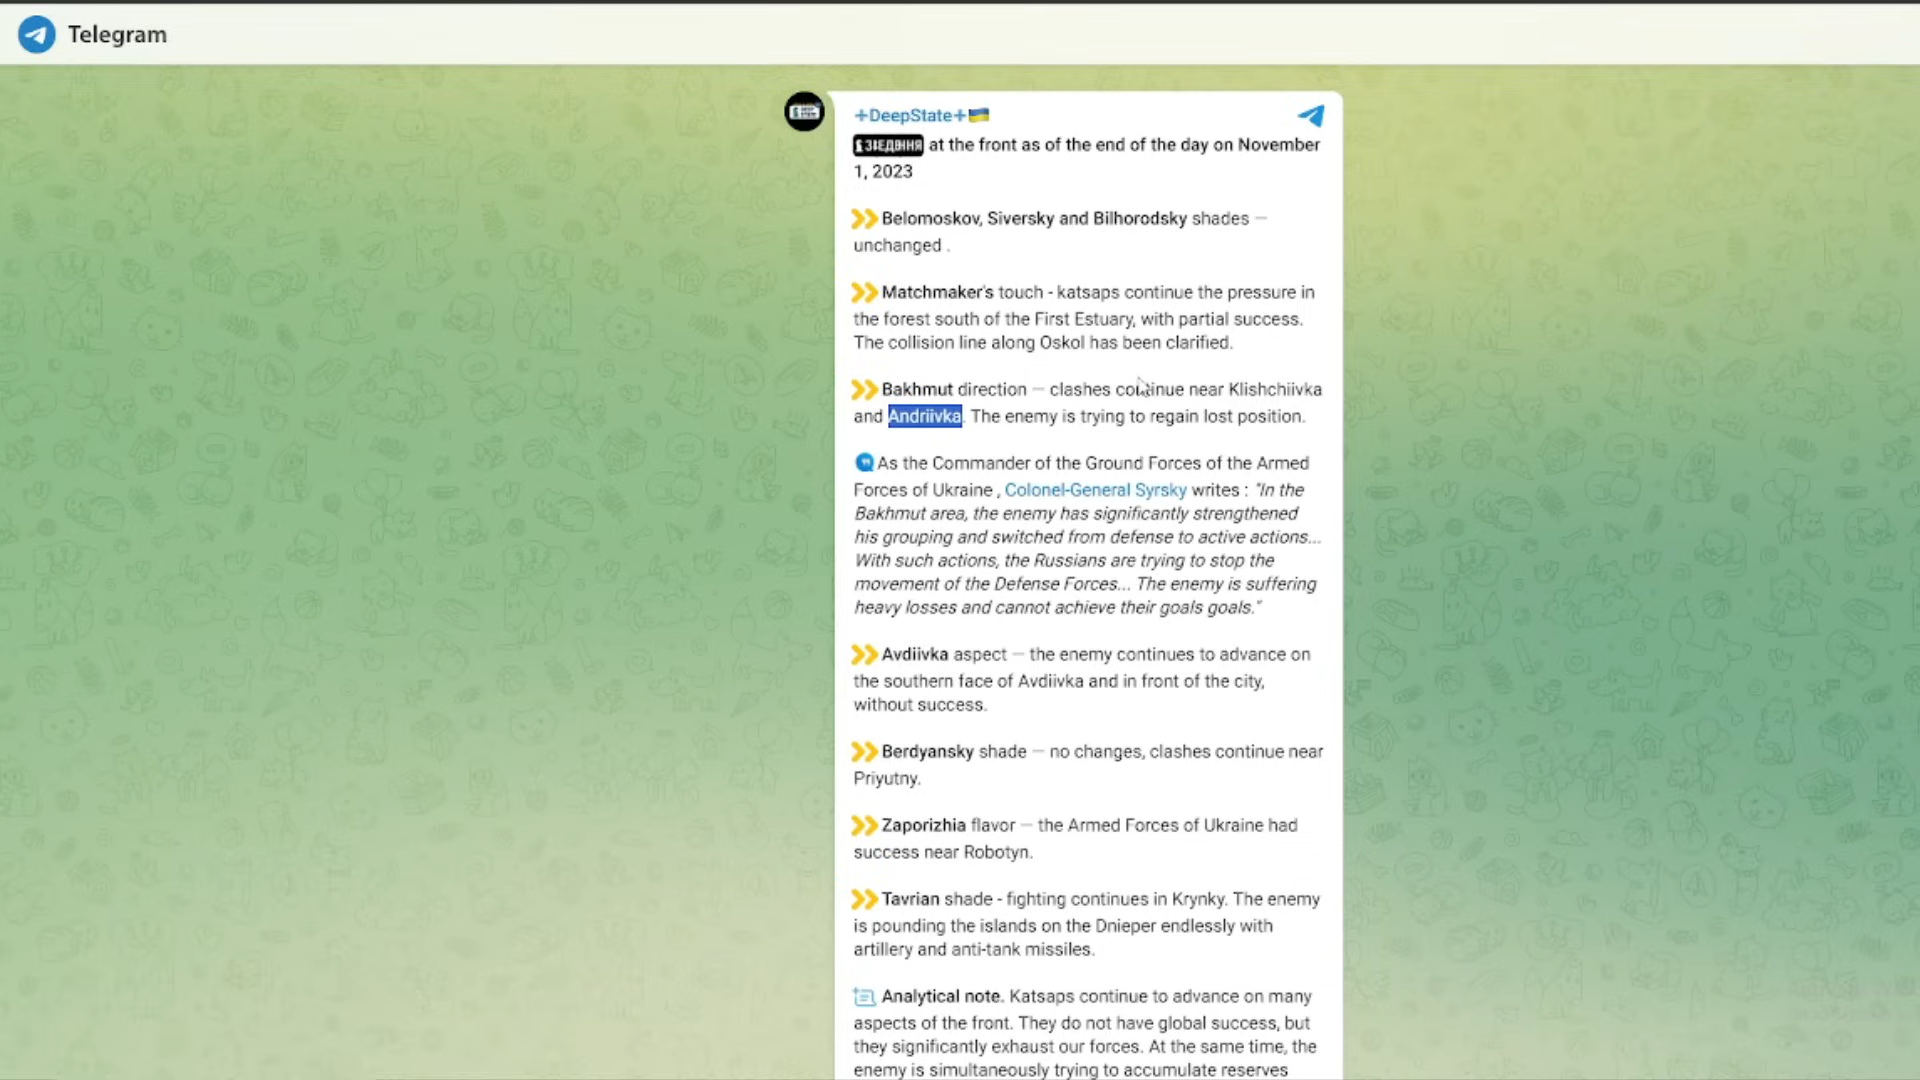 Telegram
+DeepState+🇺🇦
ЗВЕДЕННЯ at the front as of the end of the day on November
1, 2023
Belomoskov, Siversky and Bilhorodsky shades –
unchanged .
Matchmaker's touch - katsaps continue the pressure in
the forest south of the First Estuary, with partial success.
The collision line along Oskol has been clarified.
Bakhmut direction – clashes continue near Klishchiivka
and Andriivka. The enemy is trying to regain lost position.
As the Commander of the Ground Forces of the Armed
Forces of Ukraine , Colonel-General Syrsky writes : "In the
Bakhmut area, the enemy has significantly strengthened
his grouping and switched from defense to active actions...
With such actions, the Russians are trying to stop the
movement of the Defense Forces... The enemy is suffering
heavy losses and cannot achieve their goals goals."
Avdiivka aspect – the enemy continues to advance on
the southern face of Avdiivka and in front of the city,
without success.
Berdyansky shade – no changes, clashes continue near
Priyutny.
Zaporizhia flavor – the Armed Forces of Ukraine had
success near Robotyn.
Tavrian shade - fighting continues in Krynky. The enemy
is pounding the islands on the Dnieper endlessly with
artillery and anti-tank missiles.
Analytical note. Katsaps continue to advance on many
aspects of the front. They do not have global success, but
they significantly exhaust our forces. At the same time, the
enemy is simultaneously trying to accumulate reserves